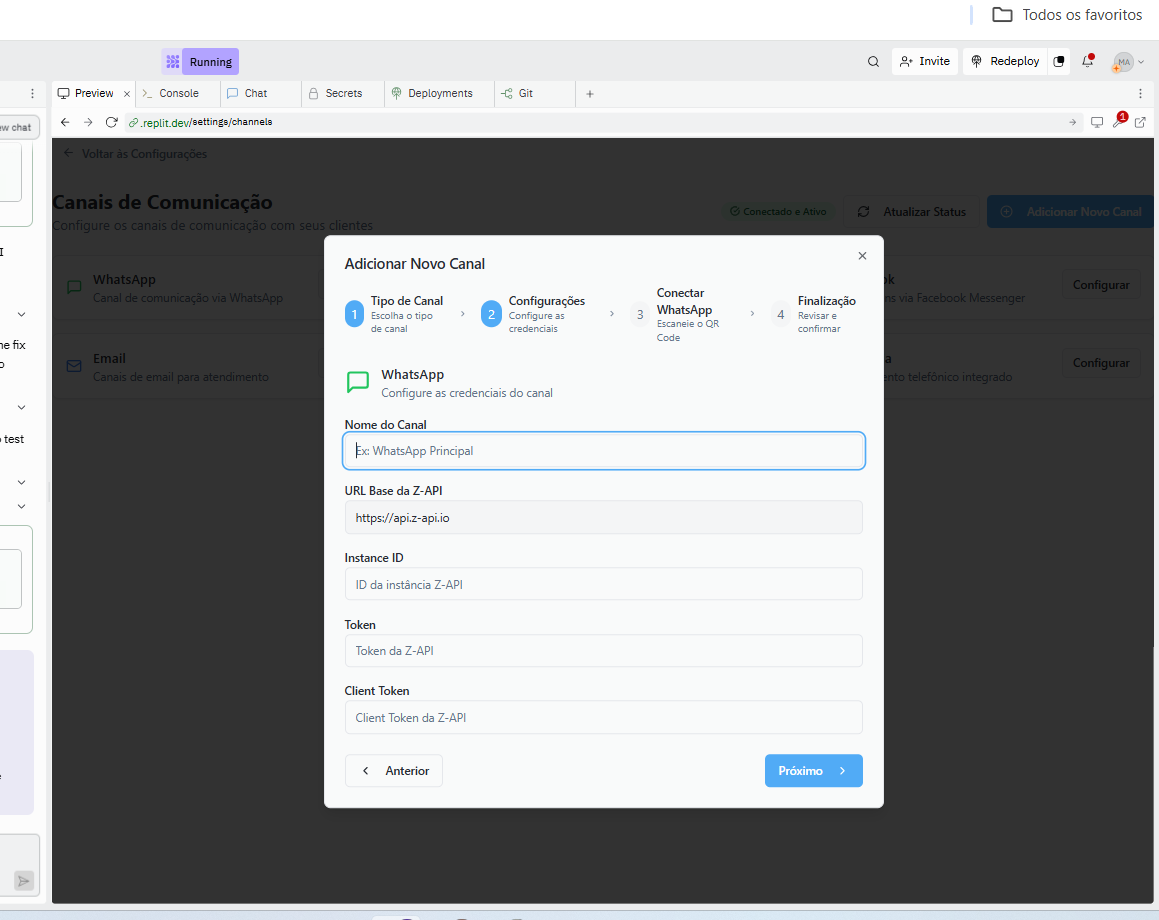 Todos os favoritos
Running
Invite
Redeploy
MA
Preview
Console
Chat
Secrets
Deployments
Git
ew chat
.replit.dev/settings/channels
1
Voltar às Configurações
Canais de Comunicação
Configure os canais de comunicação com seus clientes
Conectado e Ativo
Atualizar Status
Adicionar Novo Canal
WhatsApp
Canal de comunicação via WhatsApp
k
ns via Facebook Messenger
Configurar
Email
Canais de email para atendimento
a
ento telefônico integrado
Configurar
I
ne fix
o
test
Adicionar Novo Canal
1
Tipo de Canal
Escolha o tipo
de canal
2
Configurações
Configure as
credenciais
3
Conectar
WhatsApp
Escaneie o QR
Code
4
Finalização
Revisar e
confirmar
WhatsApp
Configure as credenciais do canal
Nome do Canal
Ex: WhatsApp Principal
URL Base da Z-API
https://api.z-api.io
Instance ID
ID da instância Z-API
Token
Token da Z-API
Client Token
Client Token da Z-API
Anterior
Próximo